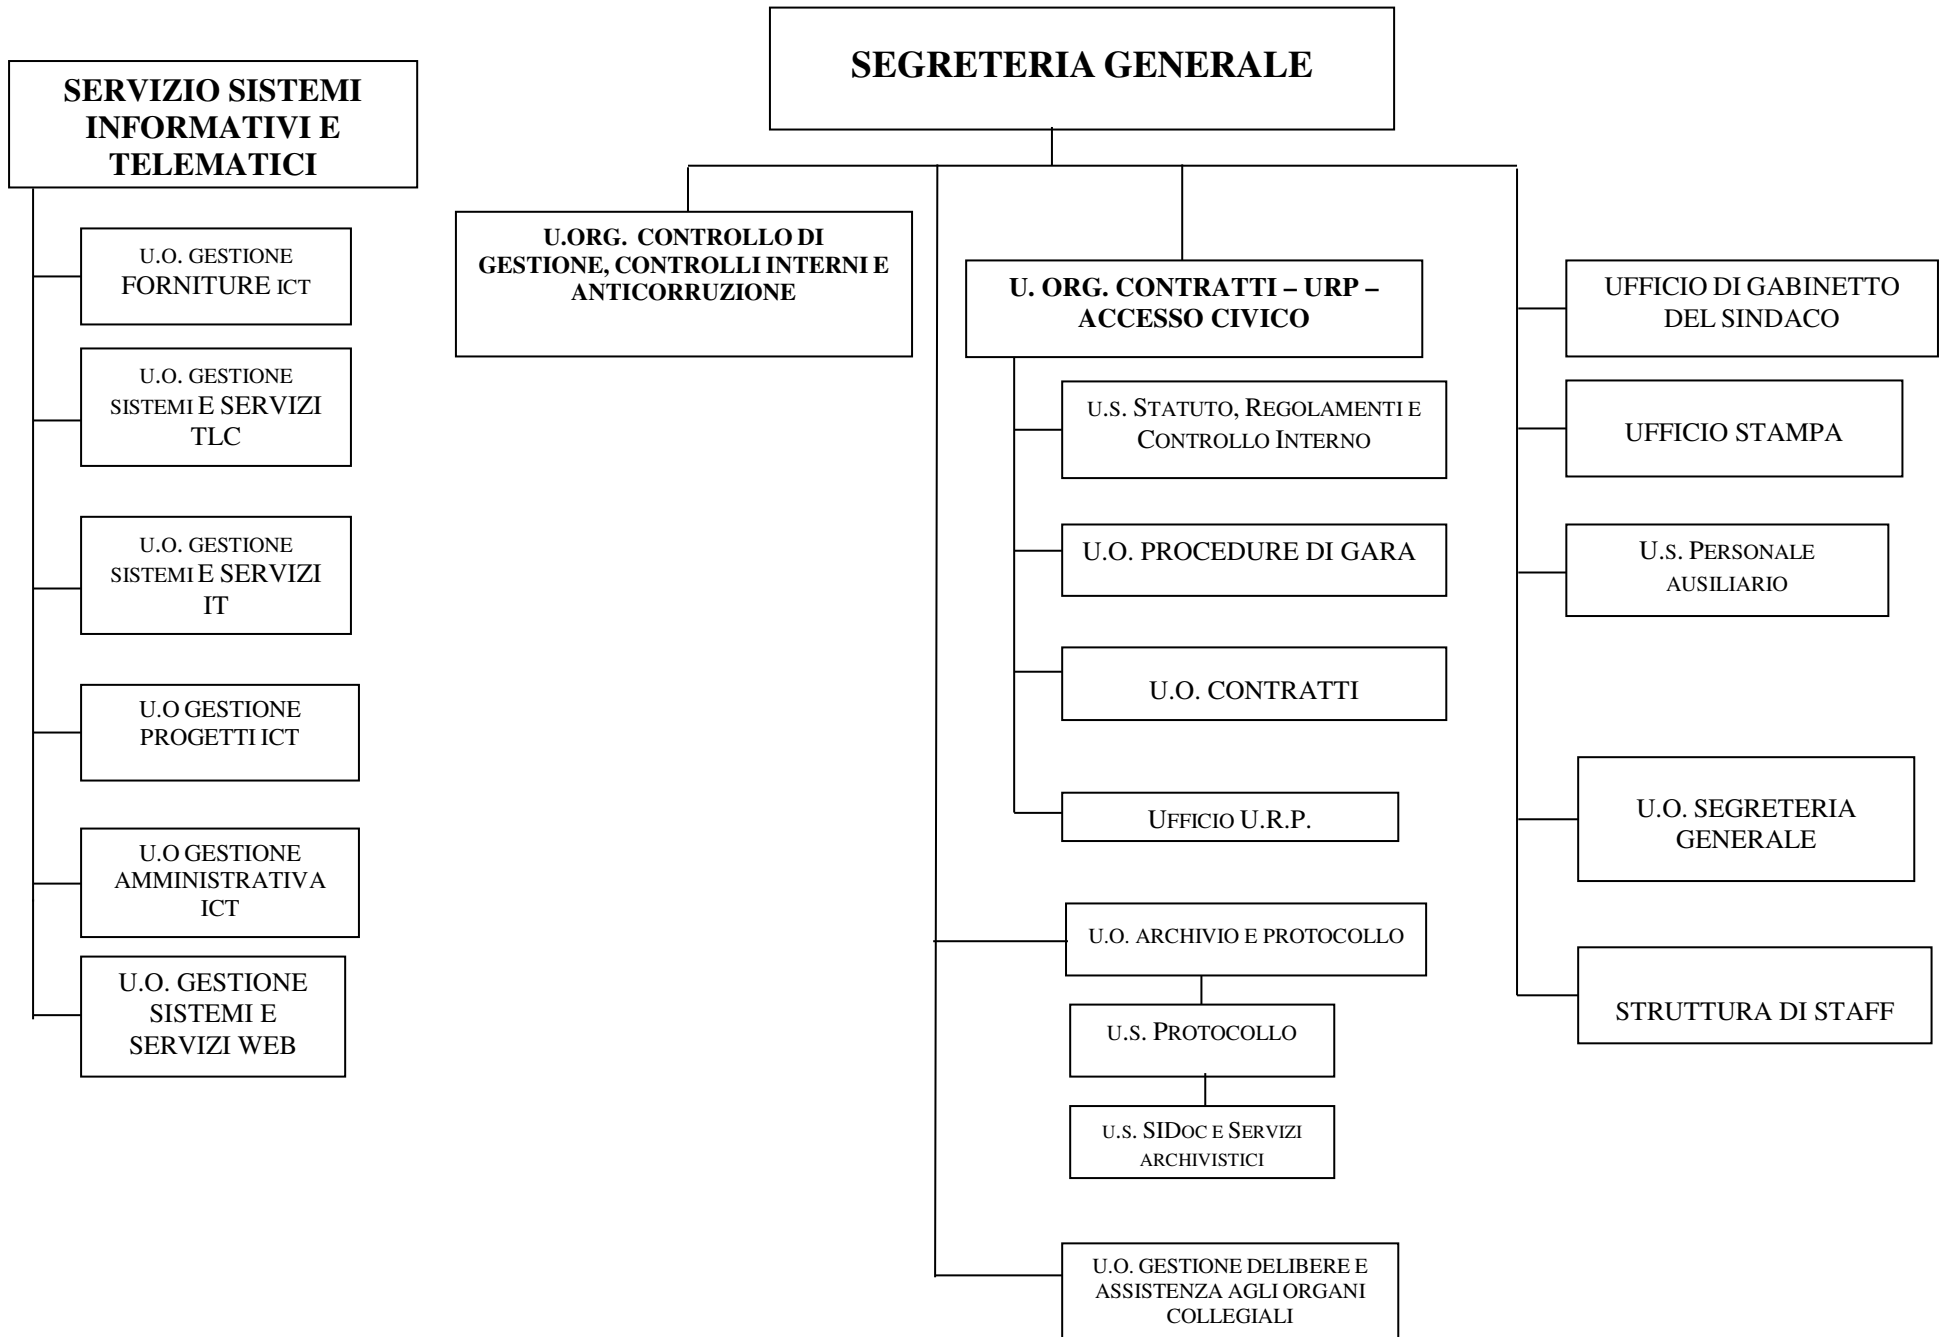 SEGRETERIA GENERALE
SERVIZIO SISTEMI
INFORMATIVI E
TELEMATICI
U.O. GESTIONE
FORNITURE ICT
U.O. GESTIONE
SISTEMI E SERVIZI
TLC
U.O. GESTIONE
SISTEMI E SERVIZI
IT
U.O GESTIONE
PROGETTI ICT
U.O GESTIONE
AMMINISTRATIVA
ICT
U.O. GESTIONE
SISTEMI E
SERVIZI WEB
U.ORG. CONTROLLO DI
GESTIONE, CONTROLLI INTERNI E
ANTICORRUZIONE
U. ORG. CONTRATTI – URP –
ACCESSO CIVICO
U.S. STATUTO, REGOLAMENTI E
CONTROLLO INTERNO
U.O. PROCEDURE DI GARA
U.O. CONTRATTI
UFFICIO U.R.P.
U.O. ARCHIVIO E PROTOCOLLO
U.S. PROTOCOLLO
U.S. SIDOC E SERVIZI
ARCHIVISTICI
U.O. GESTIONE DELIBERE E
ASSISTENZA AGLI ORGANI
COLLEGIALI
UFFICIO DI GABINETTO
DEL SINDACO
UFFICIO STAMPA
U.S. PERSONALE
AUSILIARIO
U.O. SEGRETERIA
GENERALE
STRUTTURA DI STAFF